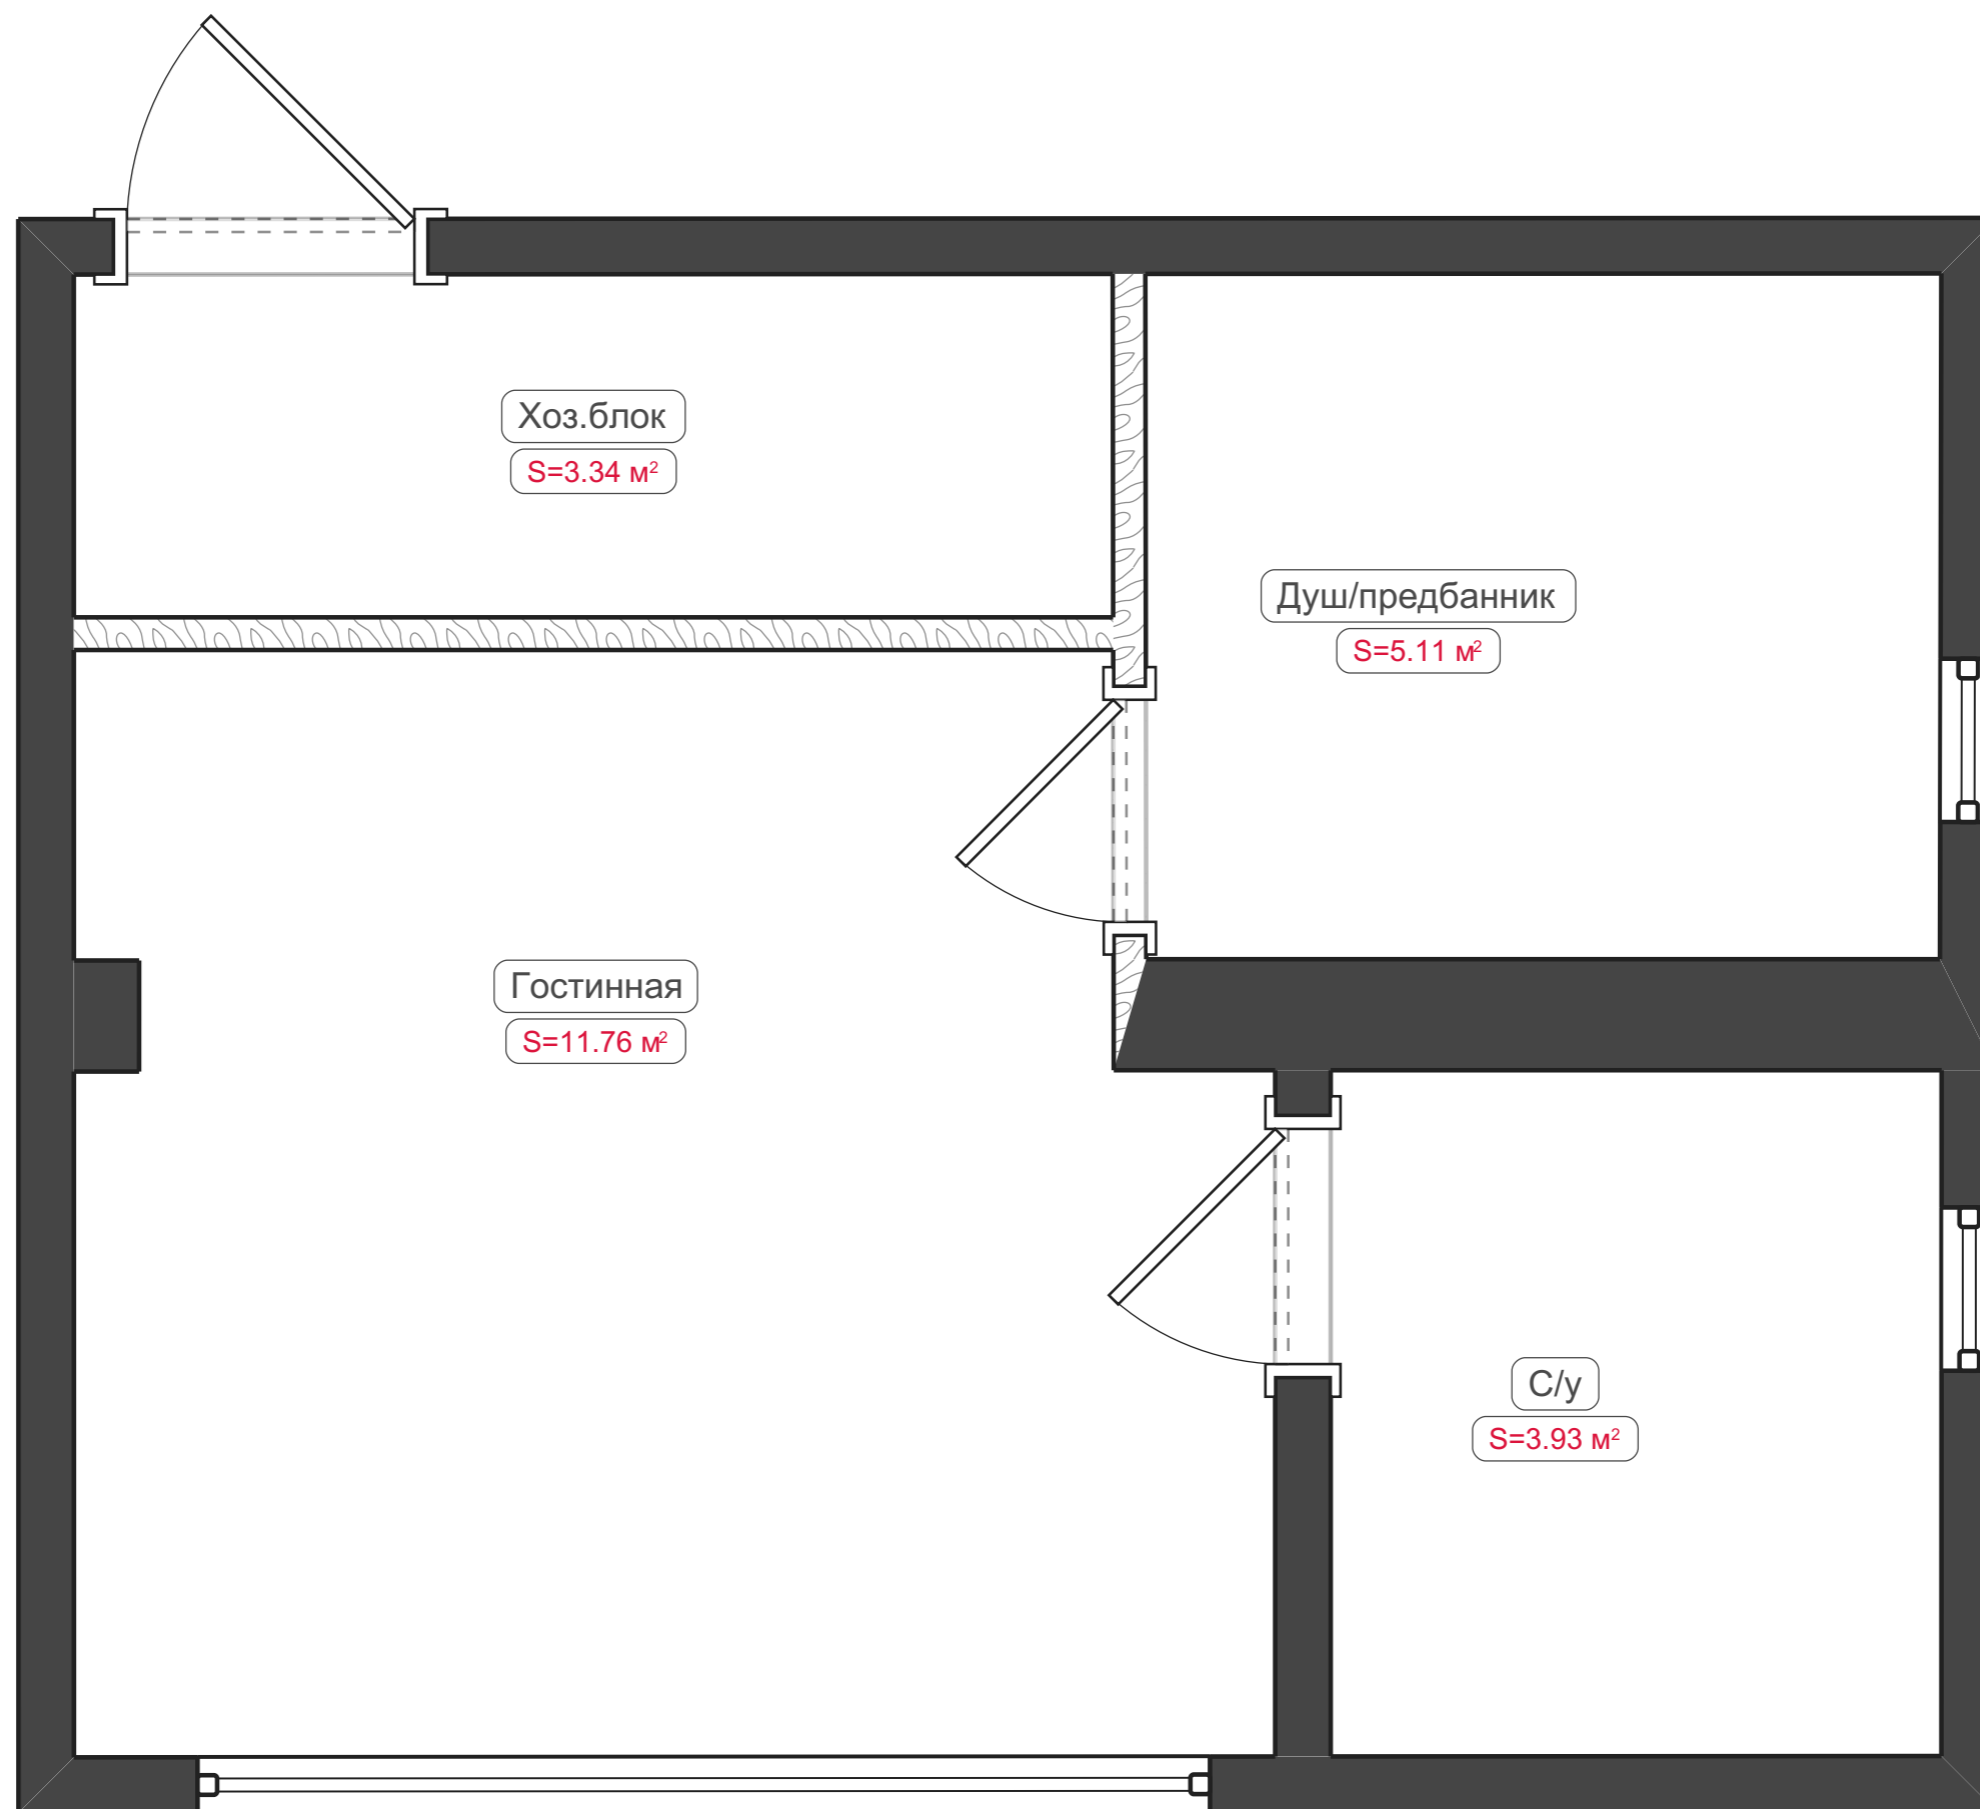 Хоз.блок
S=3.34 м²
Душ/предбанник
S=5.11 м²
Гостинная
S=11.76 м²
С/у
S=3.93 м²